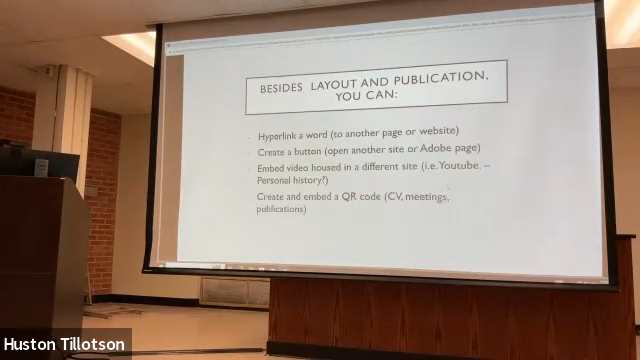 BESIDES LAYOUT AND PUBLICATION,
YOU CAN:
Hyperlink a word (to another page or website)
Create a button (open another site or Adobe page)
Embed video housed in a different site (i.e. Youtube. –
Personal history?)
Create and embed a QR code (CV, meetings,
publications)
Huston Tillotson